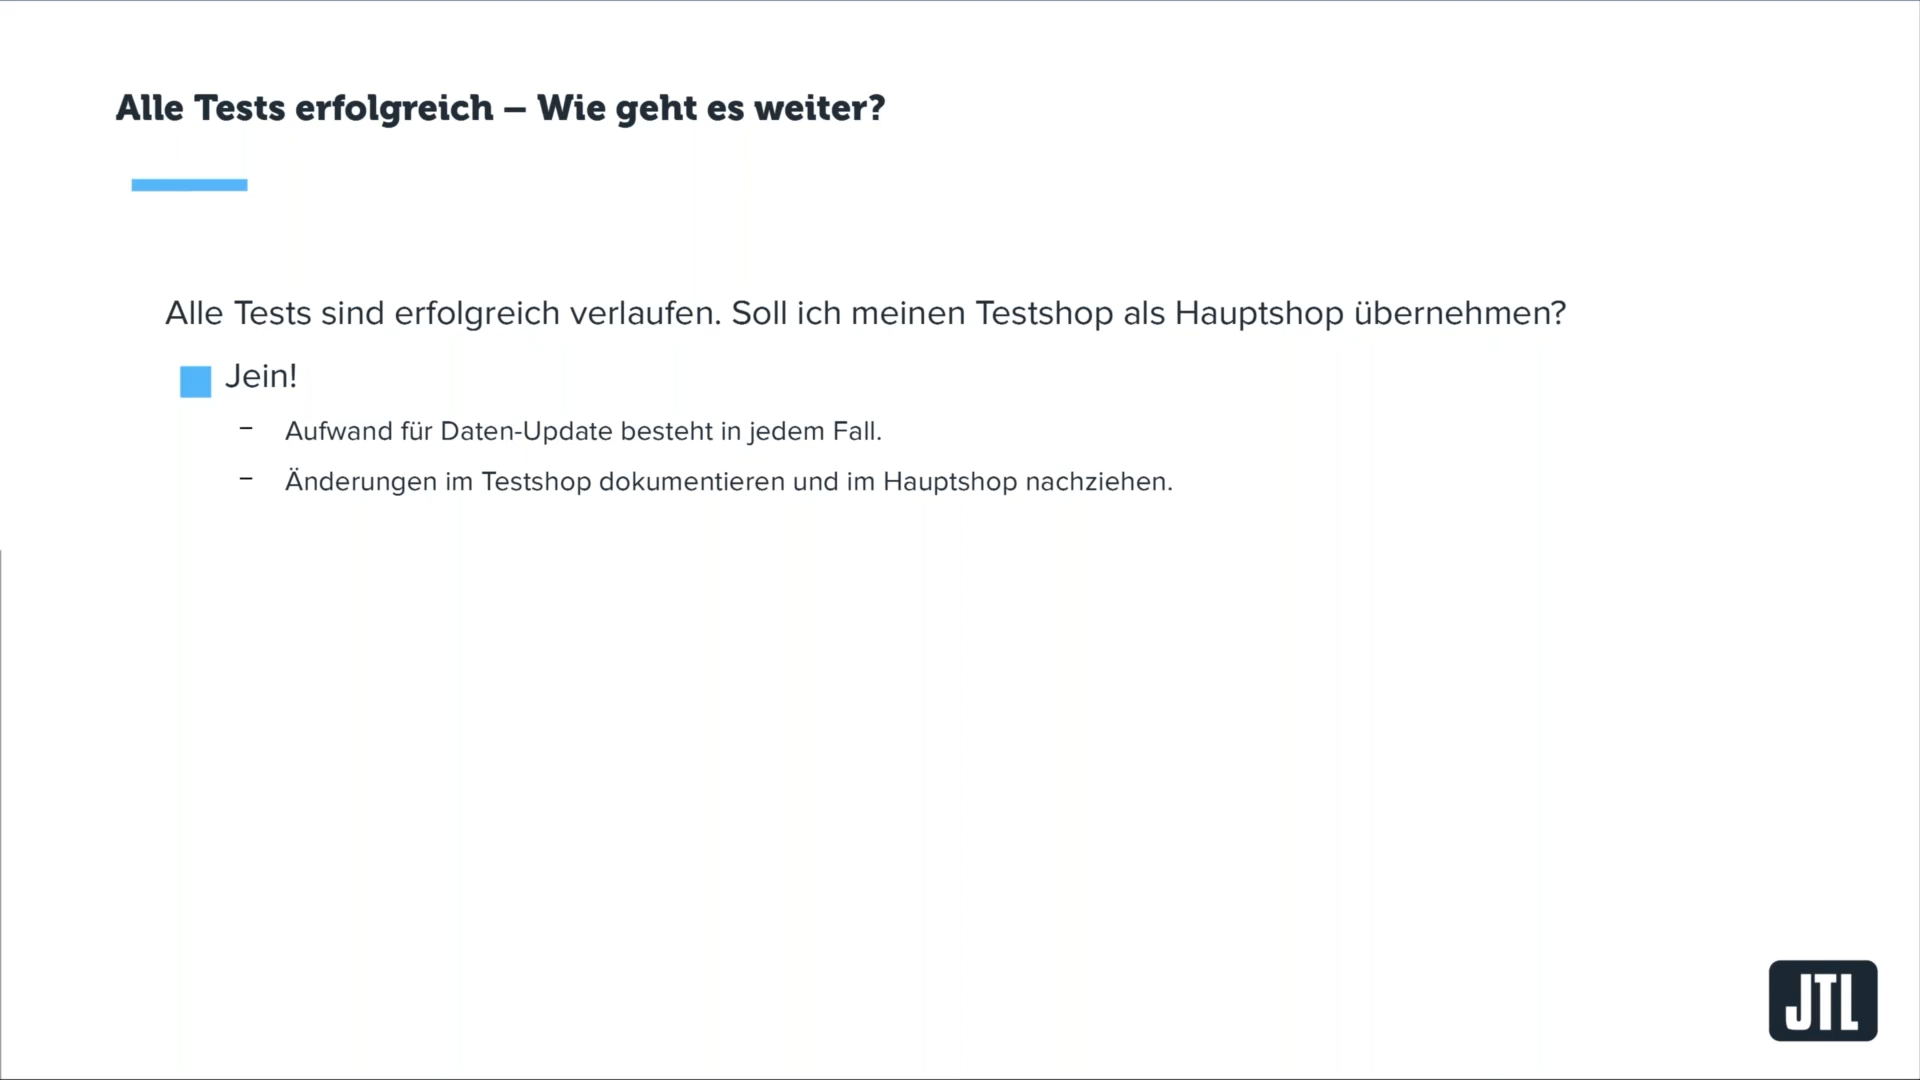 Alle Tests erfolgreich – Wie geht es weiter?
Alle Tests sind erfolgreich verlaufen. Soll ich meinen Testshop als Hauptshop übernehmen?
Jein!
– Aufwand für Daten-Update besteht in jedem Fall.
– Änderungen im Testshop dokumentieren und im Hauptshop nachziehen.
JTL